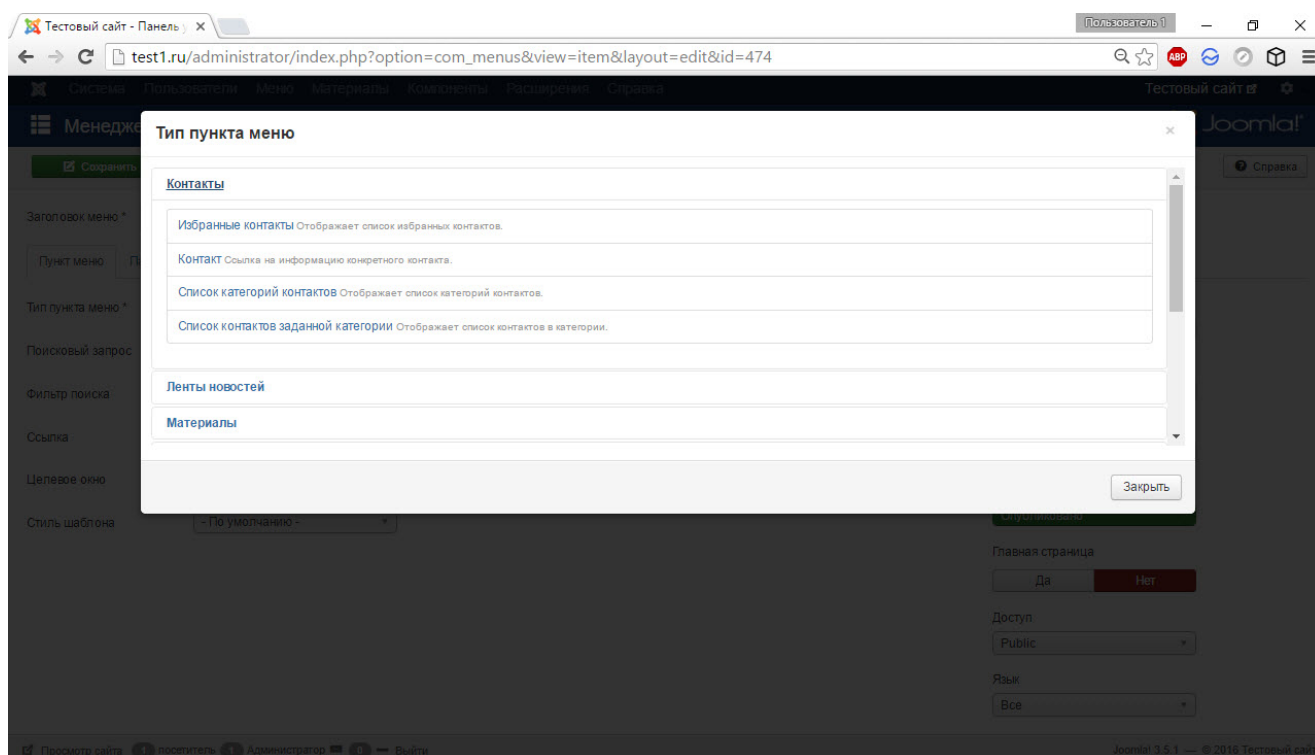 Тестовый сайт - Панель у
Пользователь 1
test1.ru/administrator/index.php?option=com_menus&view=item&layout=edit&id=474
ABP
Система Пользователи Меню Материалы Компоненты Расширения Справка
Тестовый сайт
Менедже
Joomla!
Сохранить
Справка
Тип пункта меню
Контакты
Избранные контакты Отображает список избранных контактов.
Контакт Ссылка на информацию конкретного контакта.
Список категорий контактов Отображает список категорий контактов.
Список контактов заданной категории Отображает список контактов в категории.
Ленты новостей
Материалы
Закрыть
Заголовок меню *
Пункт меню
Тип пункта меню *
Поисковый запрос
Фильтр поиска
Ссылка
Целевое окно
Стиль шаблона
- По умолчанию -
Опубликовано
Главная страница
Да Нет
Доступ
Public
Язык
Все
Просмотр сайта 1 посетитель 1 Администратор 0 Выйти
Joomla! 3.5.1 — © 2016 Тестовый сайт